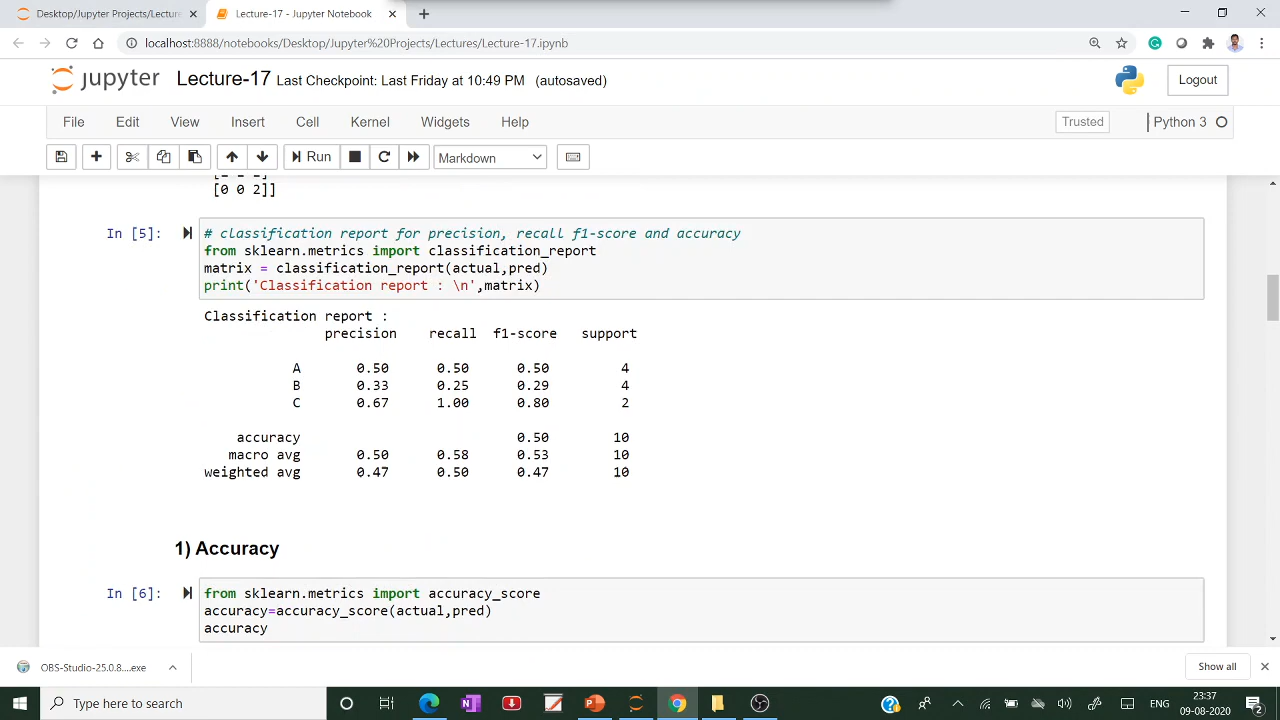 Desktop/Jupyter Projects/Lecture
Lecture-17 - Jupyter Notebook
localhost:8888/notebooks/Desktop/Jupyter%20Projects/Lectures/Lecture-17.ipynb
jupyter Lecture-17 Last Checkpoint: Last Friday at 10:49 PM (autosaved)
Logout
File Edit View Insert Cell Kernel Widgets Help
Trusted
Python 3
Run
Markdown
[0 0 2]]
In [5]:
# classification report for precision, recall f1-score and accuracy
from sklearn.metrics import classification_report
matrix = classification_report(actual,pred)
print('Classification report : \n',matrix)
Classification report :
precision recall f1-score support
A 0.50 0.50 0.50 4
B 0.33 0.25 0.29 4
C 0.67 1.00 0.80 2
accuracy 0.50 10
macro avg 0.50 0.58 0.53 10
weighted avg 0.47 0.50 0.47 10
1) Accuracy
In [6]:
from sklearn.metrics import accuracy_score
accuracy=accuracy_score(actual,pred)
accuracy
OBS-Studio-25.0.8....exe
Show all
Type here to search
ENG
23:37
09-08-2020
2